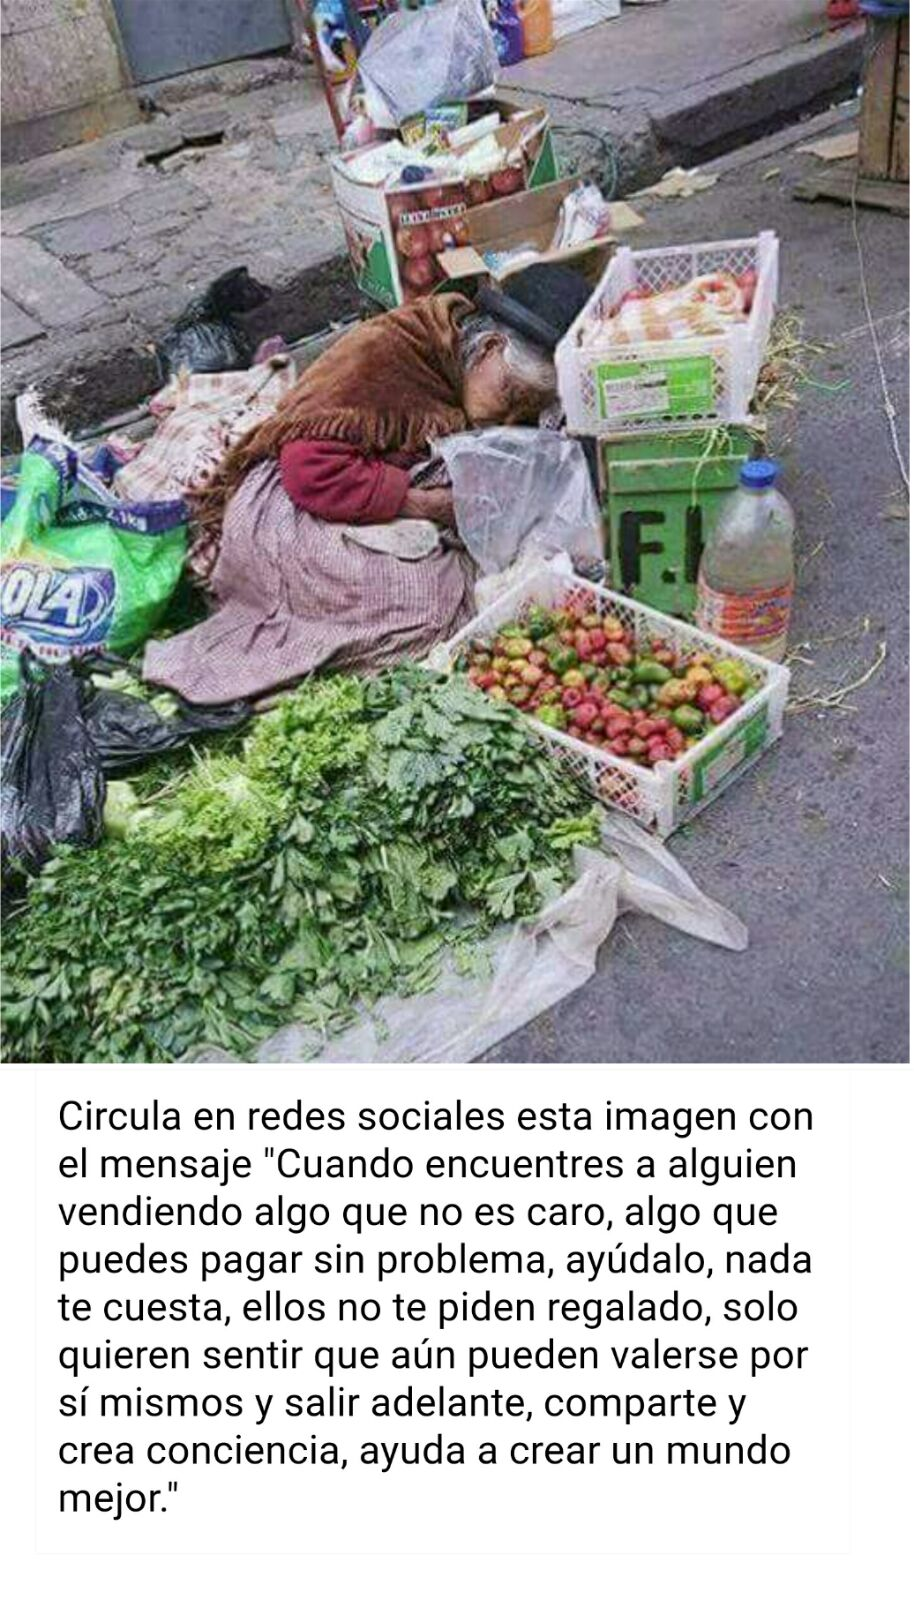 OLA
F.
Circula en redes sociales esta imagen con
el mensaje "Cuando encuentres a alguien
vendiendo algo que no es caro, algo que
puedes pagar sin problema, ayúdalo, nada
te cuesta, ellos no te piden regalado, solo
quieren sentir que aún pueden valerse por
sí mismos y salir adelante, comparte y
crea conciencia, ayuda a crear un mundo
mejor."